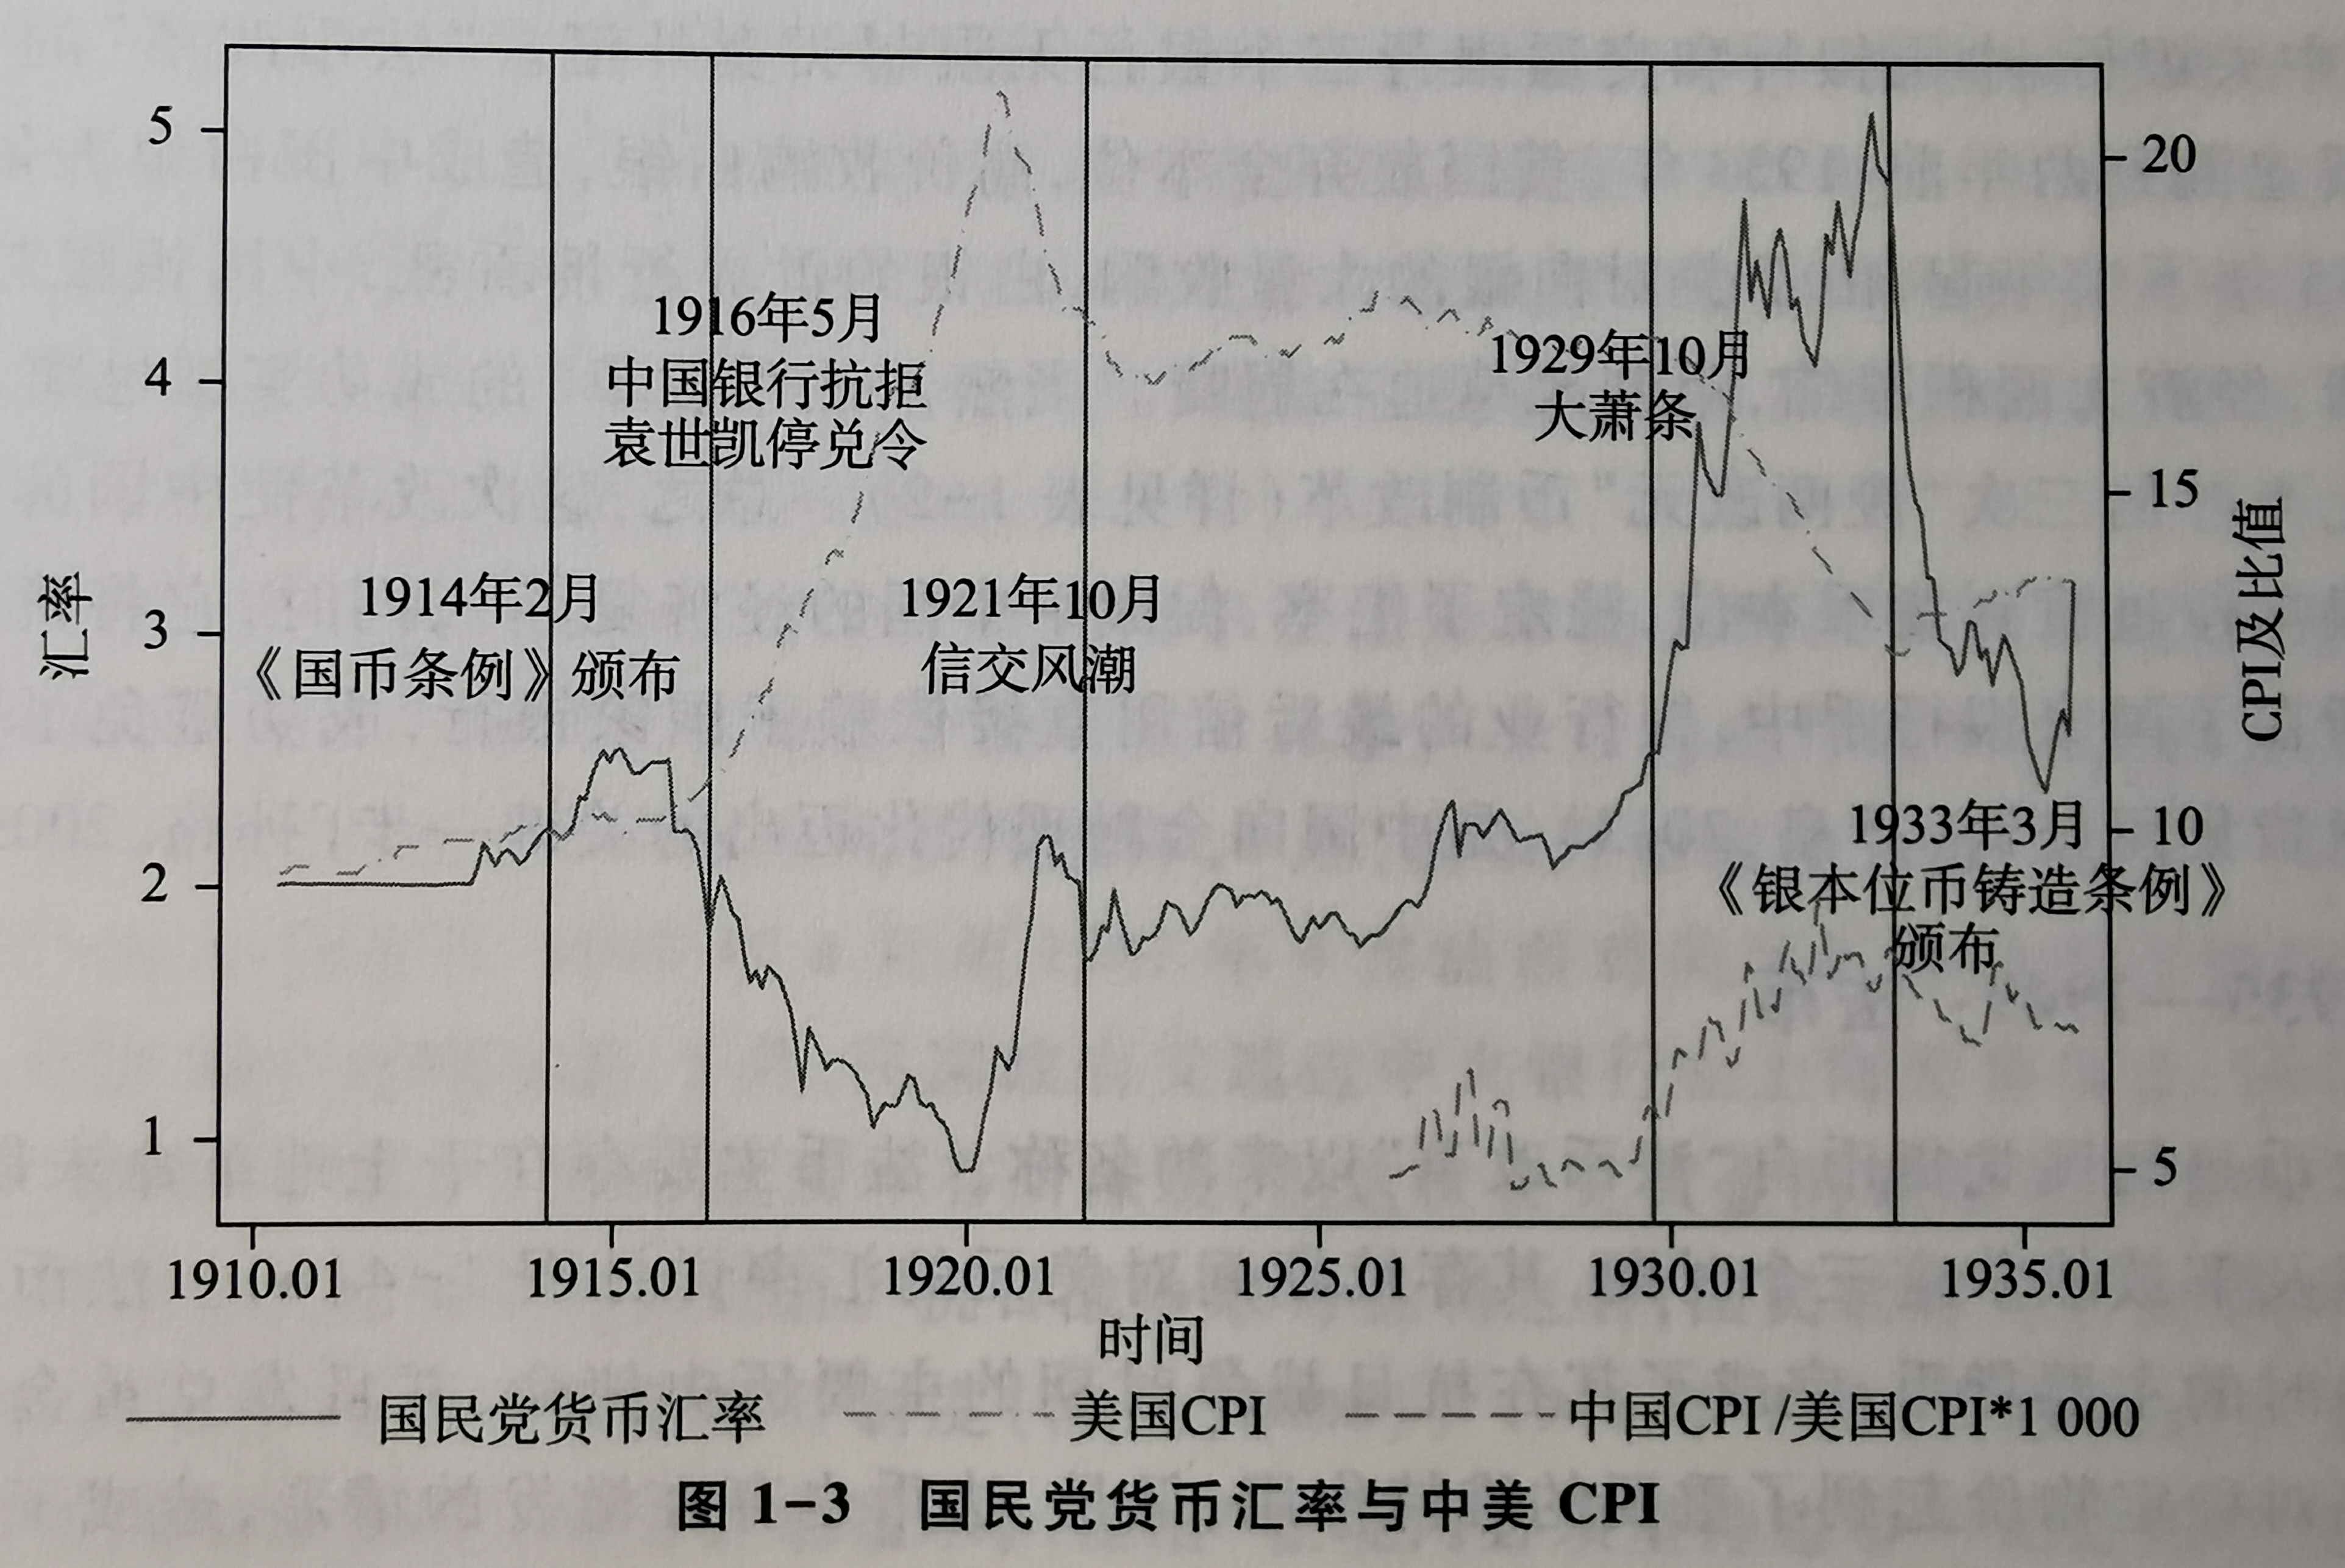 5
4
3
2
1
汇率
20
15
10
5
CPI及比值
1916年5月
中国银行抗拒
袁世凯停兑令
1929年10月
大萧条
1914年2月
《国币条例》颁布
1921年10月
信交风潮
1933年3月
《银本位币铸造条例》
颁布
1910.01 1915.01 1920.01 1925.01 1930.01 1935.01
时间
国民党货币汇率 美国CPI 中国CPI /美国CPI*1 000
图 1-3 国民党货币汇率与中美 CPI